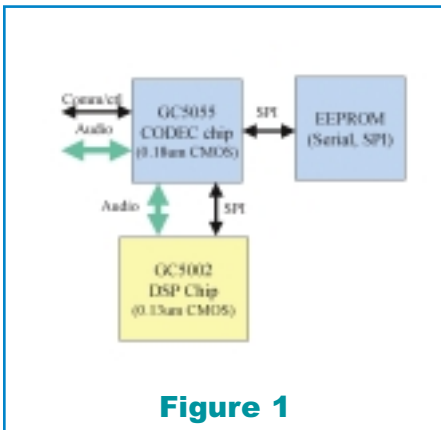 Comm/ctl
Audio
GC5055
CODEC chip
(0.18um CMOS)
SPI
EEPROM
(Serial, SPI)
Audio
SPI
GC5002
DSP Chip
(0.13um CMOS)
Figure 1